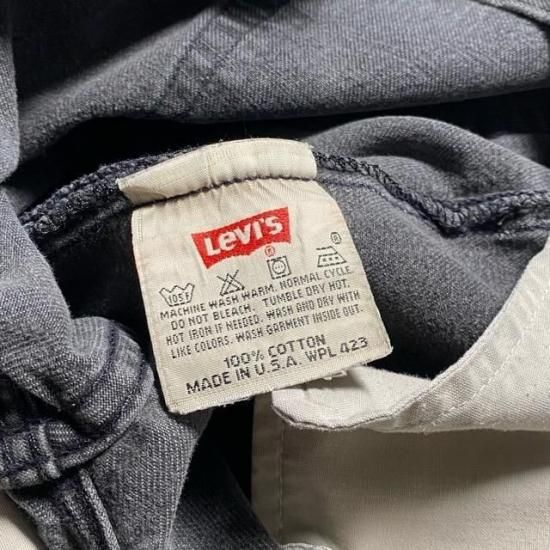 Levi's
®
105F
MACHINE WASH WARM. NORMAL CYCLE.
DO NOT BLEACH. TUMBLE DRY HOT.
HOT IRON IF NEEDED. WASH AND DRY WITH
LIKE COLORS. WASH GARMENT INSIDE OUT.
100% COTTON
MADE IN U.S.A. WPL 423